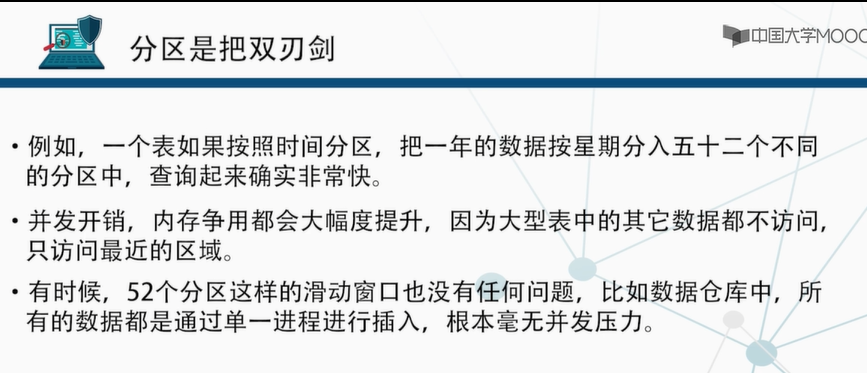 分区是把双刃剑
中国大学MOOC
• 例如，一个表如果按照时间分区，把一年的数据按星期分入五十二个不同
的分区中，查询起来确实非常快。
• 并发开销，内存争用都会大幅度提升，因为大型表中的其它数据都不访问，
只访问最近的区域。
• 有时候，52个分区这样的滑动窗口也没有任何问题，比如数据仓库中，所
有的数据都是通过单一进程进行插入，根本毫无并发压力。